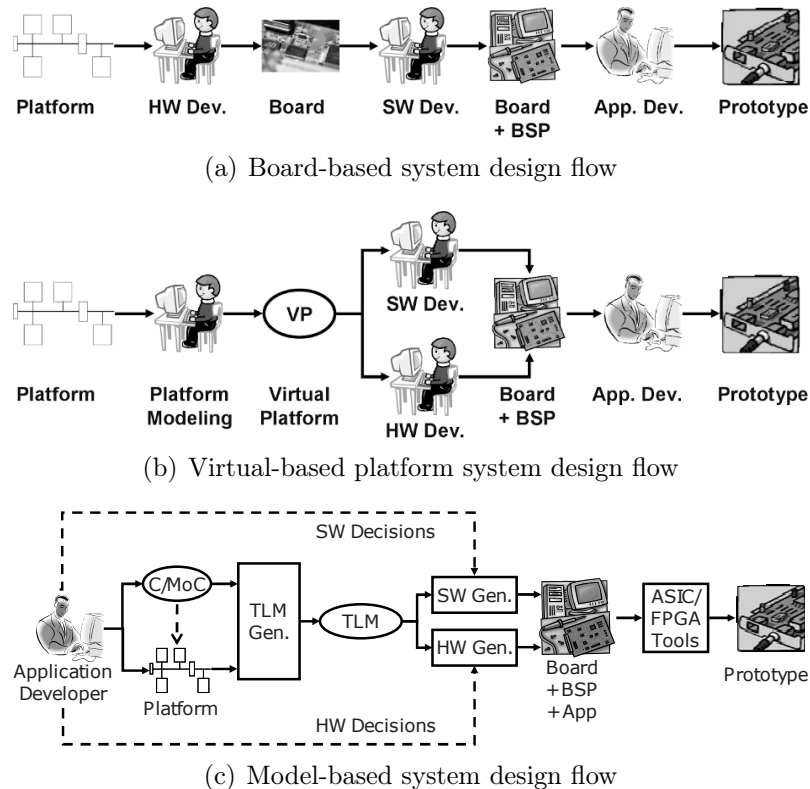 Platform
HW Dev.
Board
SW Dev.
Board
+ BSP
App. Dev.
Prototype
(a) Board-based system design flow
SW Dev.
VP
Platform
Platform
Modeling
Virtual
Platform
HW Dev.
Board
+ BSP
App. Dev.
Prototype
(b) Virtual-based platform system design flow
SW Decisions
C/MoC
TLM
Gen.
TLM
SW Gen.
HW Gen.
ASIC/
FPGA
Tools
Application
Developer
Platform
Board
+BSP
+App
Prototype
HW Decisions
(c) Model-based system design flow